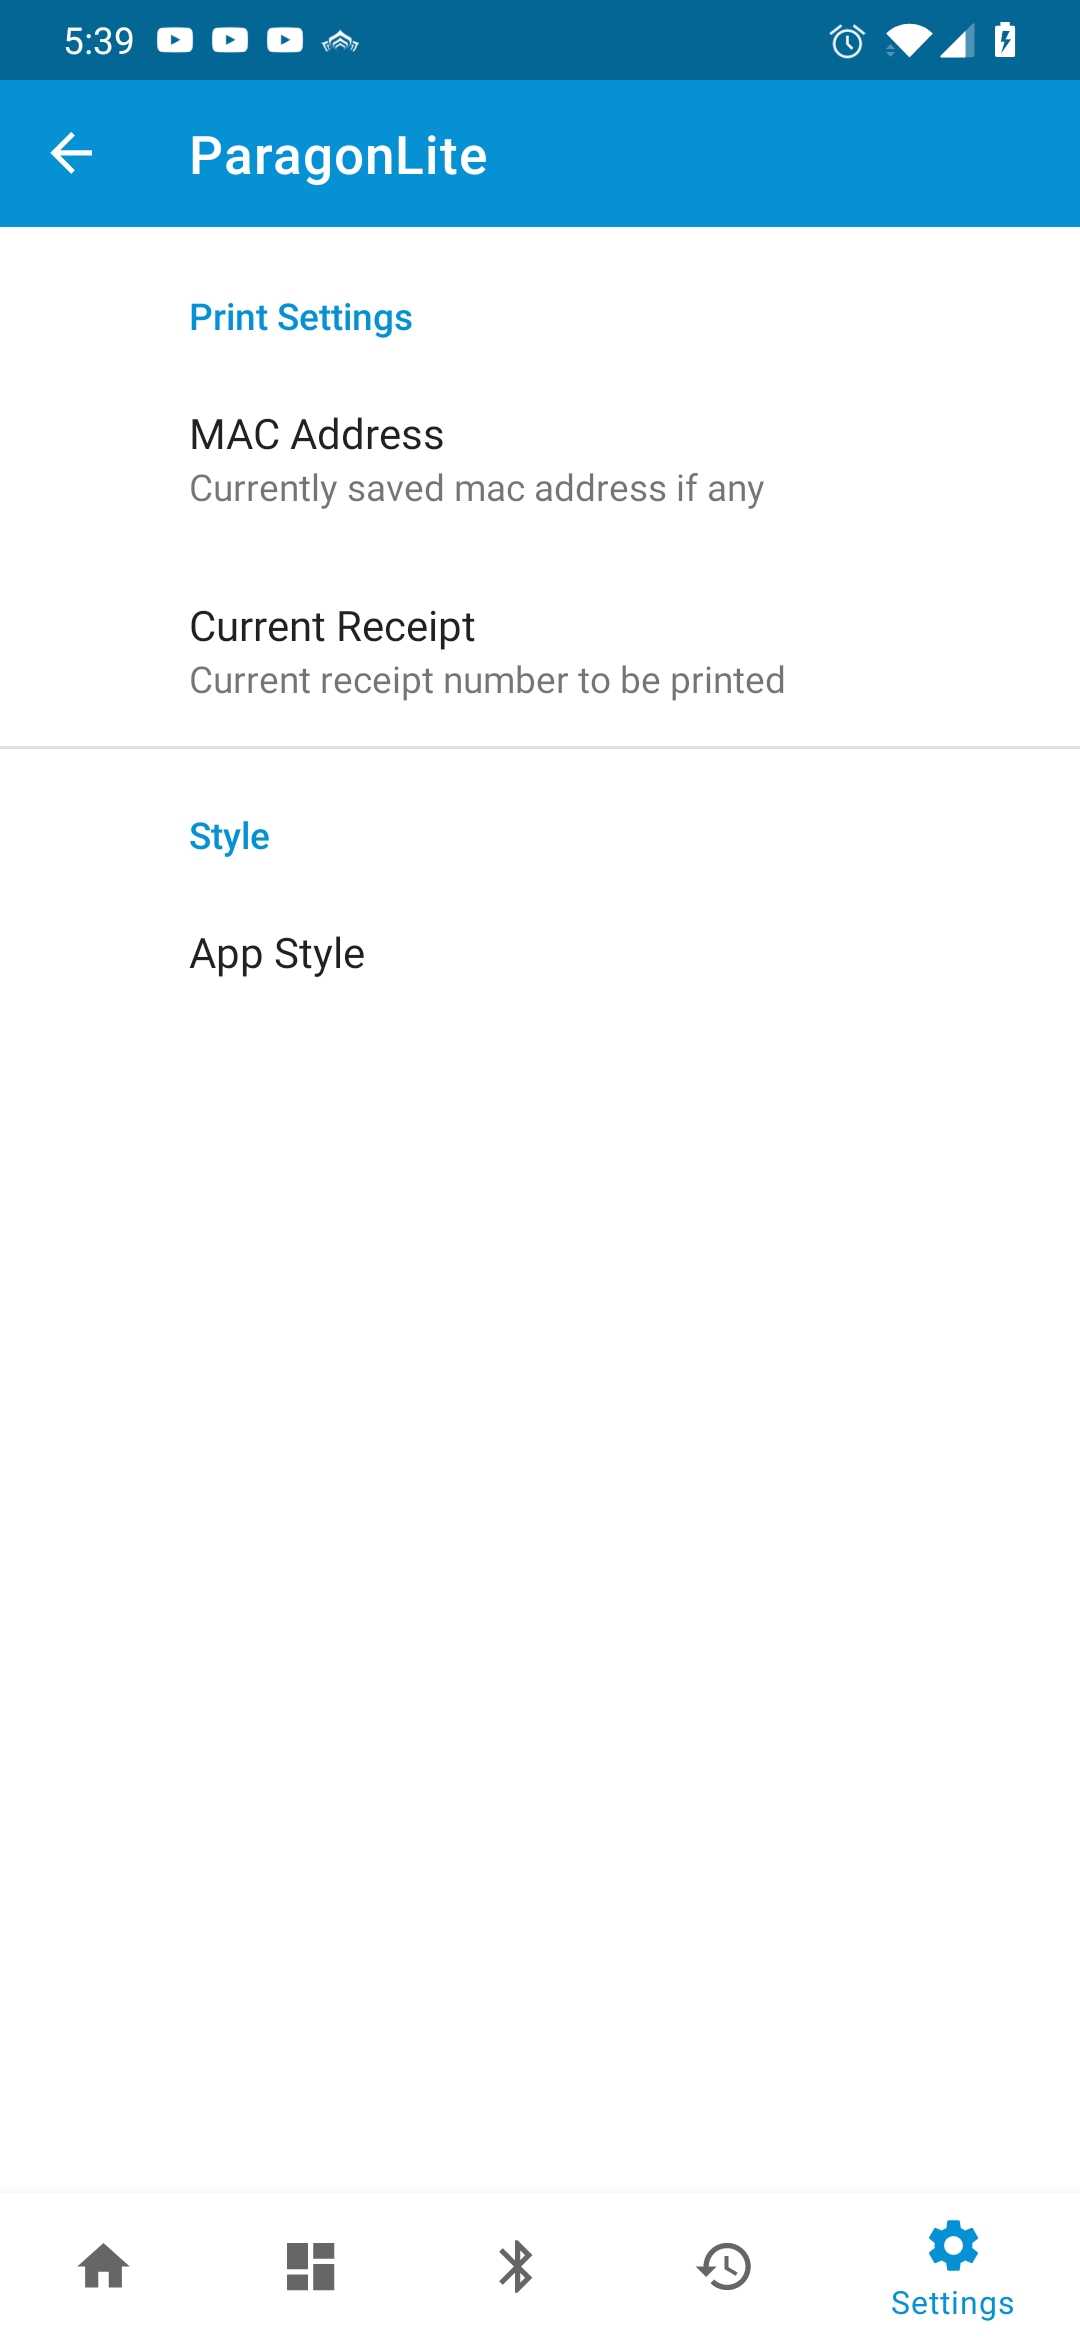 5:39
ParagonLite
Print Settings
MAC Address
Currently saved mac address if any
Current Receipt
Current receipt number to be printed
Style
App Style
Settings